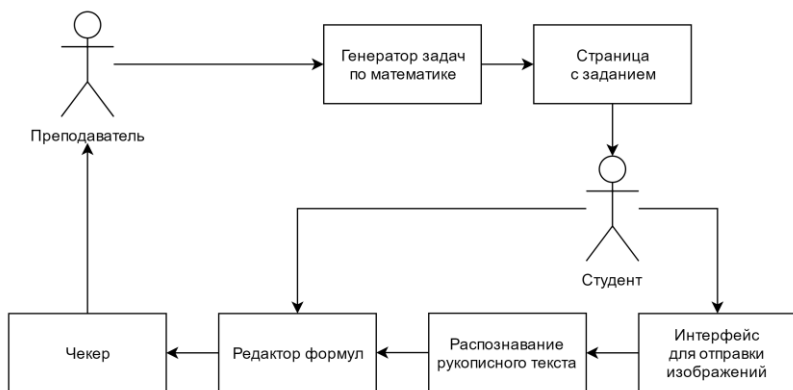 Генератор задач
по математике
Страница
с заданием
Преподаватель
Студент
Чекер
Редактор формул
Распознавание
рукописного текста
Интерфейс
для отправки
изображений